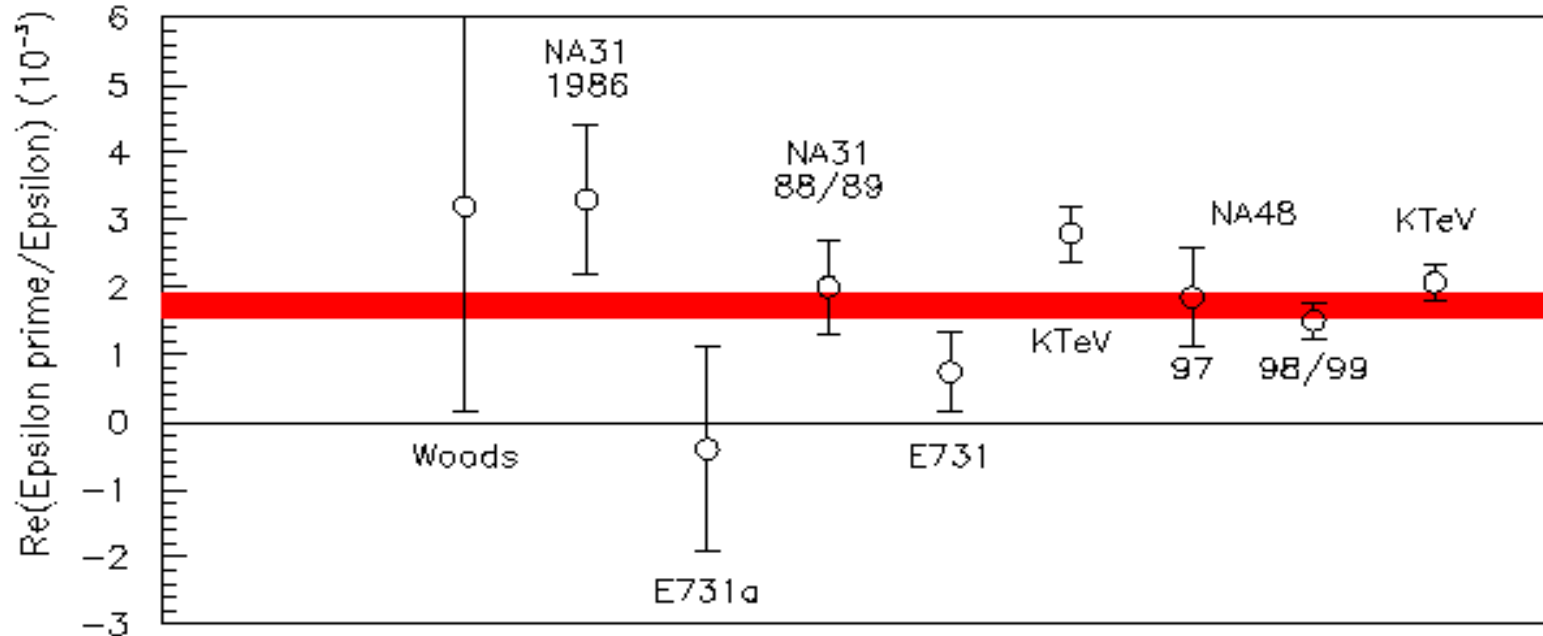 Re(Epsilon prime/Epsilon) (10⁻³)
6
5
4
3
2
1
0
−1
−2
−3
Woods
NA31
1986
E731a
NA31
88/89
E731
KTeV
NA48
97
98/99
KTeV